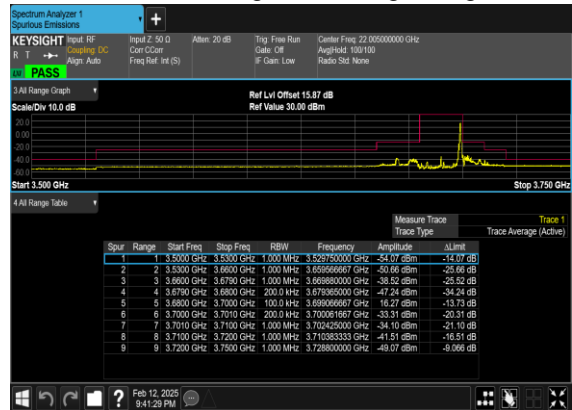 Spectrum Analyzer 1
Spurious Emissions
+
KEYSIGHT Input: RF Input Z: 50 Ω Atten: 20 dB Trig: Free Run Center Freq: 22.005000000 GHz
R T Coupling: DC Corr CCorr Gate: Off Avg|Hold: 100/100
Align: Auto Freq Ref: Int (S) IF Gain: Low Radio Std: None
PASS
3 All Range Graph
Ref Lvl Offset 15.87 dB
Scale/Div 10.0 dB Ref Value 30.00 dBm
20.0
0.00
-20.0
-40.0
-60.0
Start 3.500 GHz Stop 3.750 GHz
4 All Range Table
Measure Trace Trace 1
Trace Type Trace Average (Active)
Spur Range Start Freq Stop Freq RBW Frequency Amplitude ΔLimit
1 1 3.5000 GHz 3.5300 GHz 1.000 MHz 3.529750000 GHz -54.07 dBm -14.07 dB
2 2 3.5300 GHz 3.6600 GHz 1.000 MHz 3.659566667 GHz -50.66 dBm -25.66 dB
3 3 3.6600 GHz 3.6790 GHz 1.000 MHz 3.669880000 GHz -38.52 dBm -25.52 dB
4 4 3.6790 GHz 3.6800 GHz 200.0 kHz 3.679365000 GHz -47.24 dBm -34.24 dB
5 5 3.6800 GHz 3.7000 GHz 100.0 kHz 3.699066667 GHz 16.27 dBm -13.73 dB
6 6 3.7000 GHz 3.7010 GHz 200.0 kHz 3.700061667 GHz -33.31 dBm -20.31 dB
7 7 3.7010 GHz 3.7100 GHz 1.000 MHz 3.702425000 GHz -34.10 dBm -21.10 dB
8 8 3.7100 GHz 3.7200 GHz 1.000 MHz 3.710383333 GHz -41.51 dBm -16.51 dB
9 9 3.7200 GHz 3.7500 GHz 1.000 MHz 3.728800000 GHz -49.07 dBm -9.066 dB
? Feb 12, 2025
9:41:29 PM